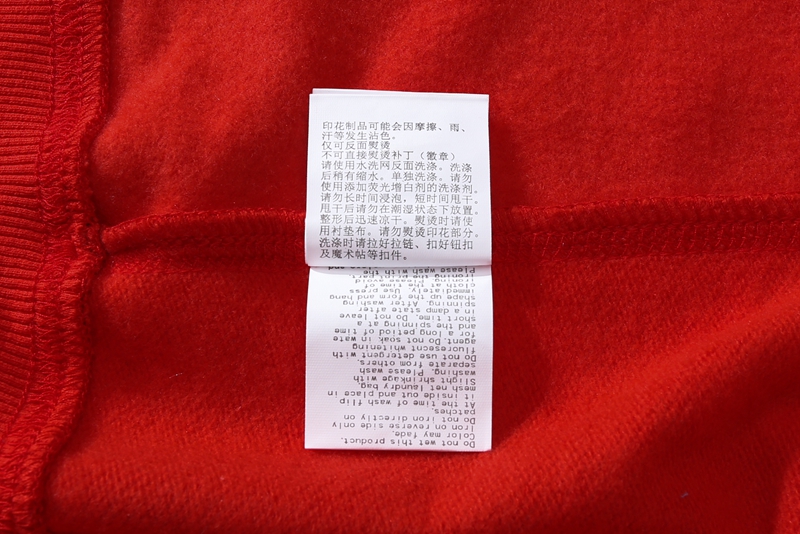 印花制品可能会因摩擦、雨、
汗等发生沾色。
仅可反面熨烫
不可直接熨烫补丁（徽章）
请使用水洗网反面洗涤。洗涤
后稍有缩水。单独洗涤。请勿
使用添加荧光增白剂的洗涤剂。
请勿长时间浸泡，短时间甩干。
甩干后请勿在潮湿状态下放置。
整形后迅速凉干。熨烫时请使
用衬垫布。请勿熨烫印花部分。
洗涤时请拉好拉链、扣好钮扣
及魔术帖等扣件。
Do not wet this product.
Color may fade.
Iron on reverse side only
Do not iron directly on
patches.
At the time of wash flip
it inside out and place in
mesh laundry bag.
Slight shrinkage with
washing. Please wash
separate from others.
Do not use detergent with
fluoresecnt whitening
agent.Do not soak in wate
for a long petiod of time
and the spinning at a
short time. Do not leave
in a damp state after
spinning. After washing
shape up the form and hang
immediately. Use press
cloth at the time of
ironing. Please avoid
ironing the print part.
Please wash with the